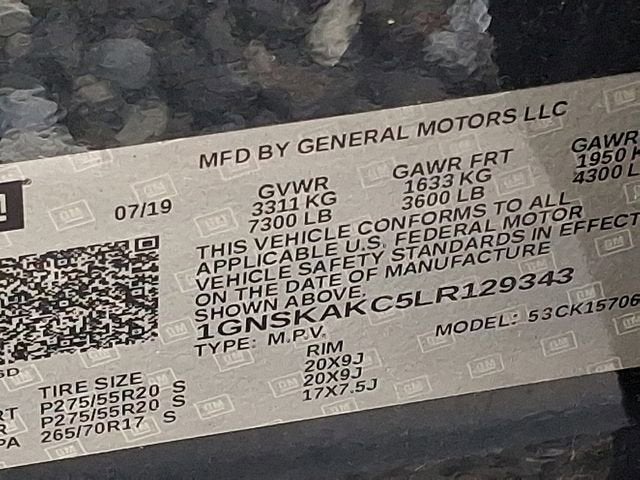 MFD BY GENERAL MOTORS LLC
07/19
GVWR
3311 KG
7300 LB
GAWR FRT
1633 KG
3600 LB
GAWR
1950 K
4300 L
THIS VEHICLE CONFORMS TO ALL
APPLICABLE U.S. FEDERAL MOTOR
VEHICLE SAFETY STANDARDS IN EFFECT
ON THE DATE OF MANUFACTURE
SHOWN ABOVE.
1GNSKAKC5LR129343
TYPE: M.P.V.
MODEL: 53CK15706
TIRE SIZE
P275/55R20 S
P275/55R20 S
265/70R17 S
RIM
20X9J
20X9J
17X7.5J